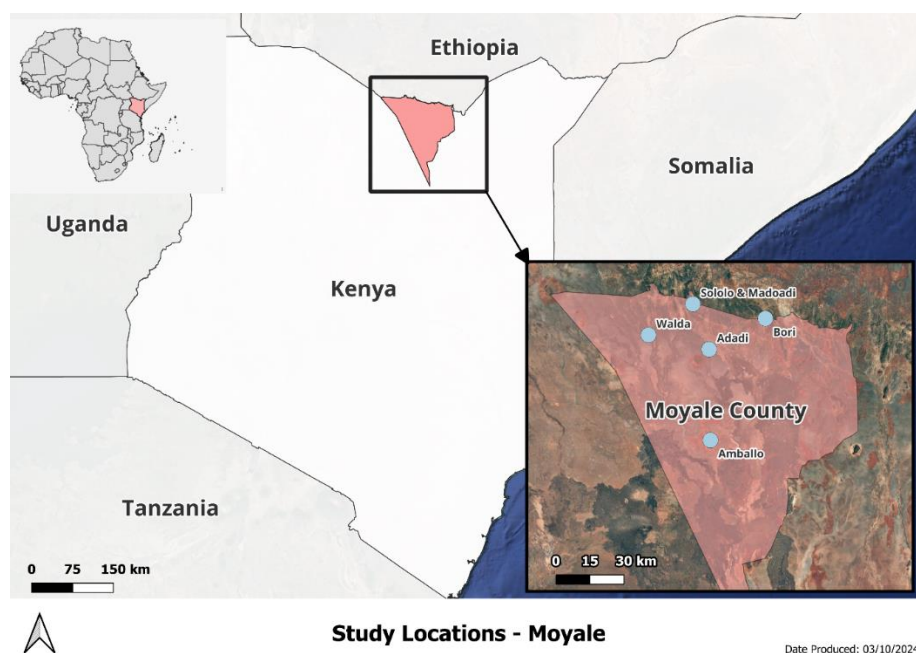 Ethiopia
Somalia
Uganda
Kenya
Sololo & Madoadi
Walda
Bori
Adadi
Moyale County
Amballo
Tanzania
0 75 150 km
0 15 30 km
Study Locations - Moyale
Date Produced: 03/10/2024